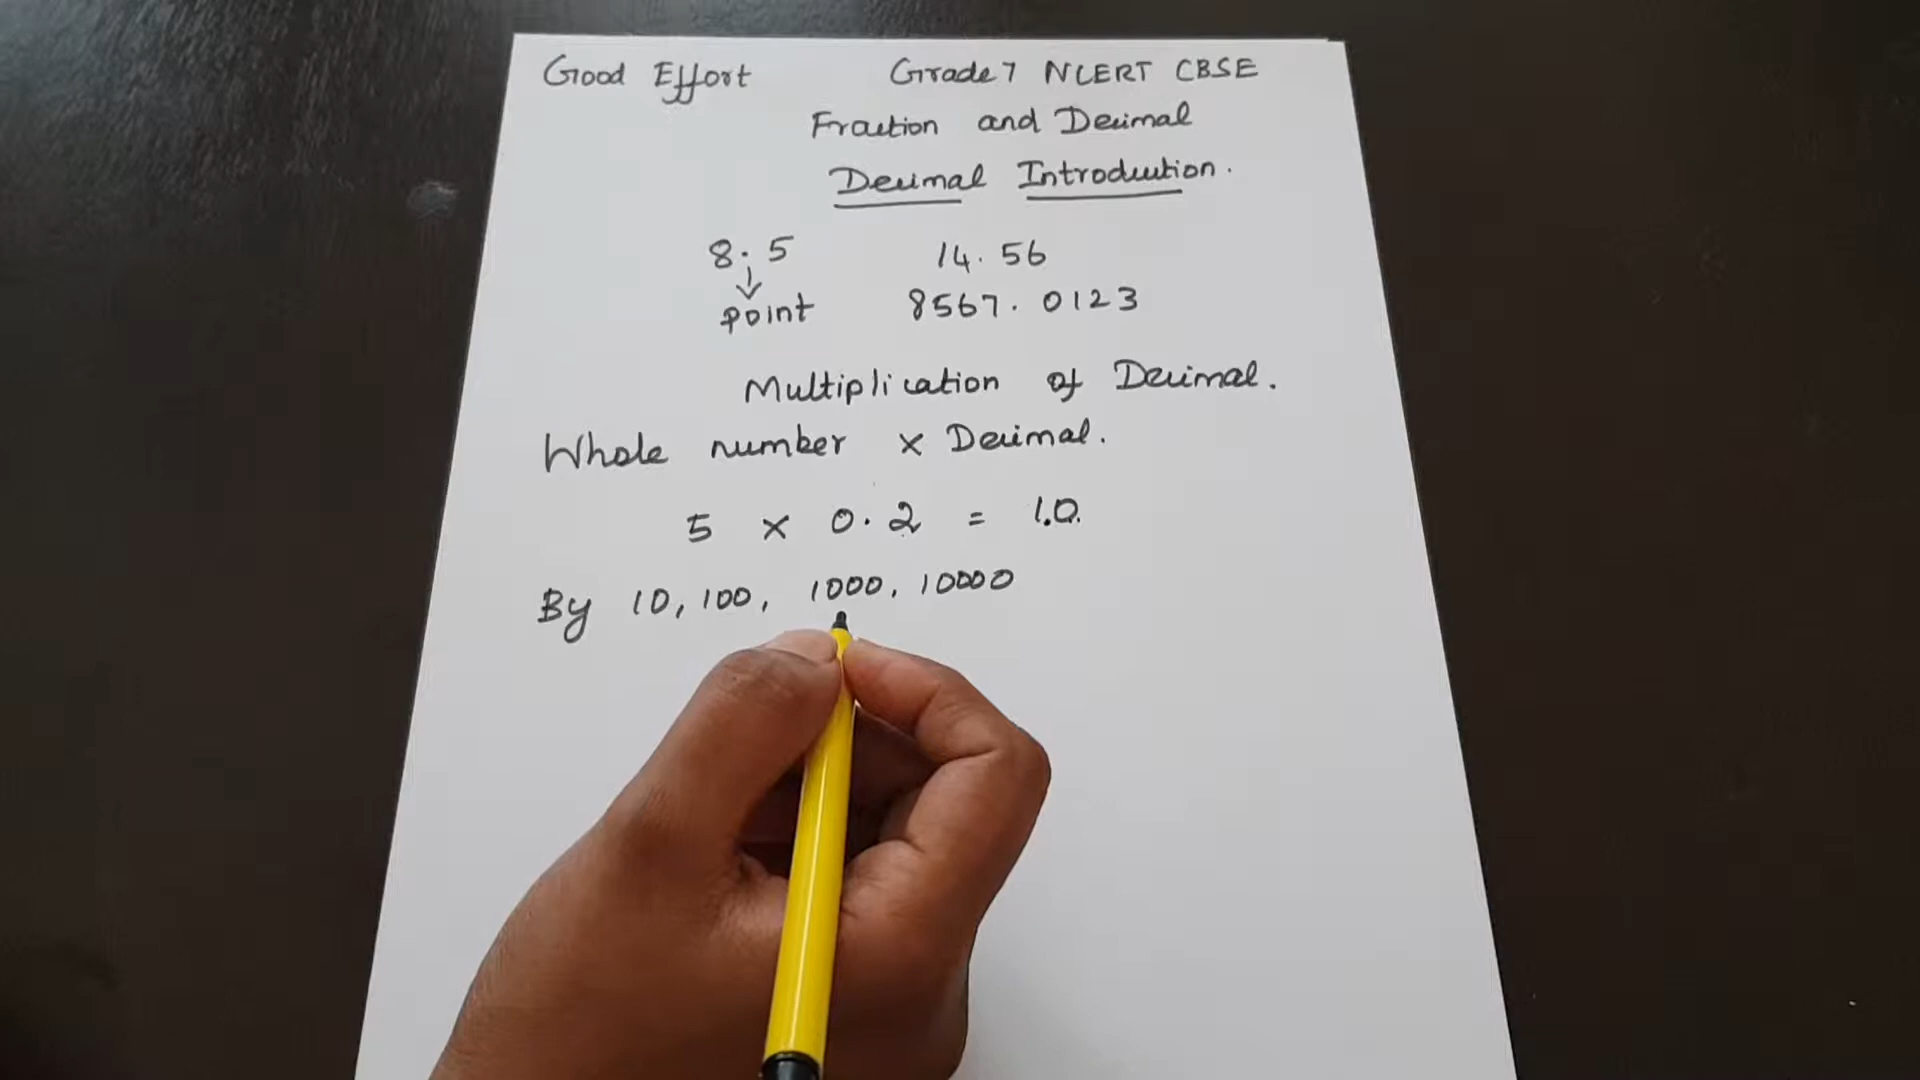 Good Effort Grade 7 NCERT CBSE
Fraction and Decimal
Decimal Introduction.
8.5 14.56
point 8567.0123
Multiplication of Decimal.
Whole number × Decimal.
5 × 0.2 = 1.0.
By 10, 100, 1000, 10000